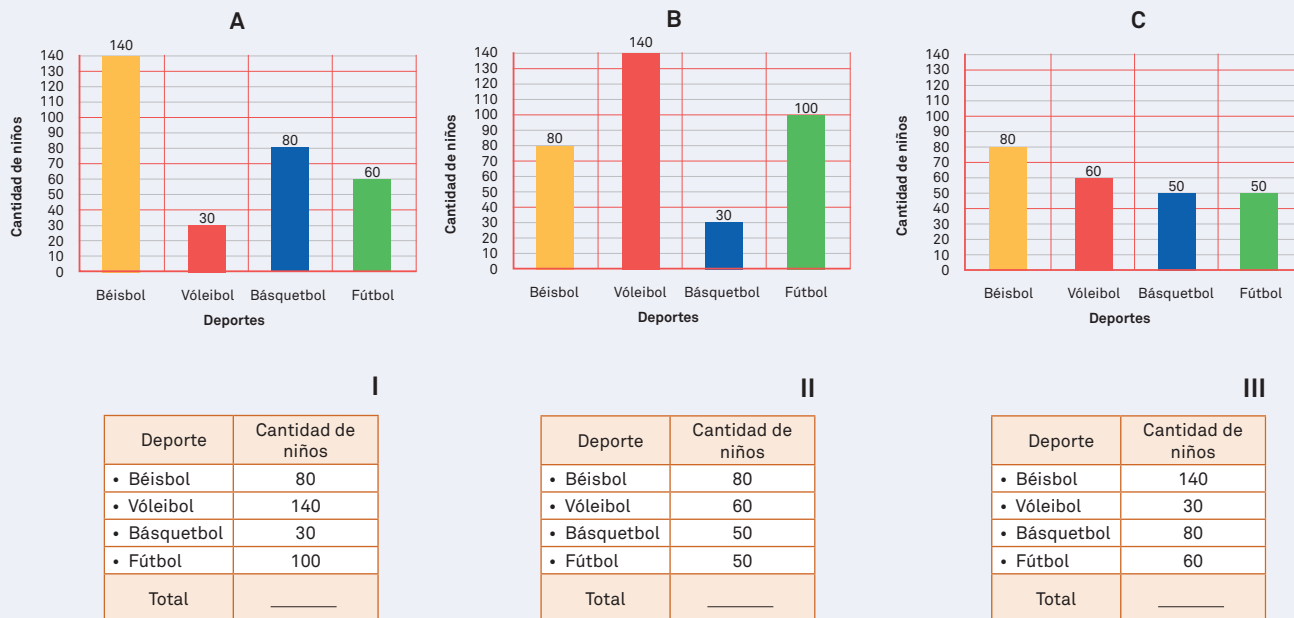 A
140
130
120
110
100
90
80
70
60
50
40
30
20
10
0
Cantidad de niños
140
30
80
60
Béisbol Vóleibol Básquetbol Fútbol
Deportes
B
140
130
120
110
100
90
80
70
60
50
40
30
20
10
0
Cantidad de niños
80
140
30
100
Béisbol Vóleibol Básquetbol Fútbol
Deportes
C
140
130
120
110
100
90
80
70
60
50
40
30
20
10
0
Cantidad de niños
80
60
50
50
Béisbol Vóleibol Básquetbol Fútbol
Deportes
I
Deporte Cantidad de
niños
• Béisbol 80
• Vóleibol 140
• Básquetbol 30
• Fútbol 100
Total ______
II
Deporte Cantidad de
niños
• Béisbol 80
• Vóleibol 60
• Básquetbol 50
• Fútbol 50
Total ______
III
Deporte Cantidad de
niños
• Béisbol 140
• Vóleibol 30
• Básquetbol 80
• Fútbol 60
Total ______